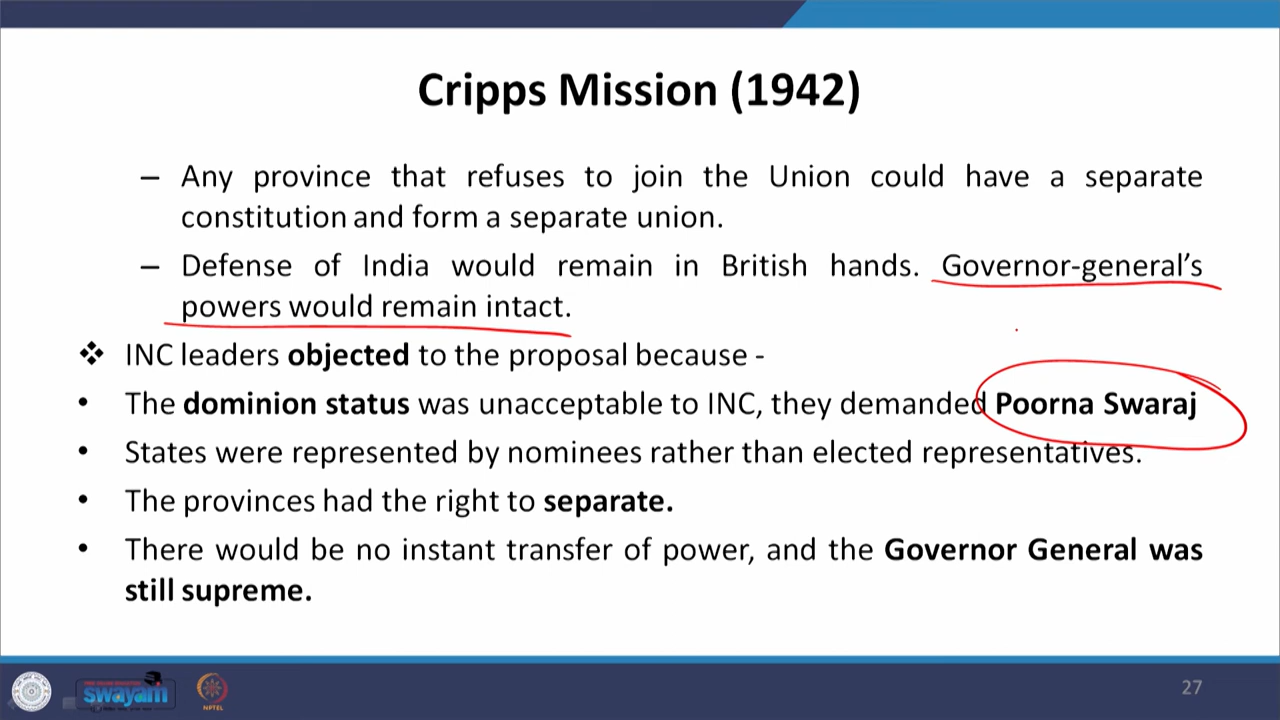 Cripps Mission (1942)
– Any province that refuses to join the Union could have a separate
constitution and form a separate union.
– Defense of India would remain in British hands. Governor-general’s
powers would remain intact.
❖ INC leaders objected to the proposal because -
• The dominion status was unacceptable to INC, they demanded Poorna Swaraj
• States were represented by nominees rather than elected representatives.
• The provinces had the right to separate.
• There would be no instant transfer of power, and the Governor General was
still supreme.
swayam
NPTEL
27